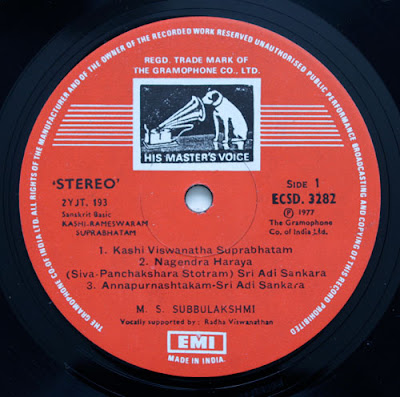 THE GRAMOPHONE CO. OF INDIA LTD. ALL RIGHTS OF THE MANUFACTURER AND OF THE OWNER OF THE RECORDED WORK RESERVED UNAUTHORISED PUBLIC PERFORMANCE BROADCASTING AND COPYING OF THIS RECORD PROHIBITED
REGD. TRADE MARK OF
THE GRAMOPHONE CO., LTD.
HIS MASTER'S VOICE
'STEREO'
2YJT. 193
Sanskrit Basic
KASHI-RAMESWARAM
SUPRABHATAM
SIDE 1
ECSD. 3282
Ⓟ 1977
The Gramophone
Co. of India Ltd.
1. Kashi Viswanatha Suprabhatam
2. Nagendra Haraya
(Siva-Panchakshara Stotram) Sri Adi Sankara
3. Annapurnashtakam-Sri Adi Sankara
M. S. SUBBULAKSHMI
Vocally supported by: Radha Viswanathan
EMI
MADE IN INDIA.